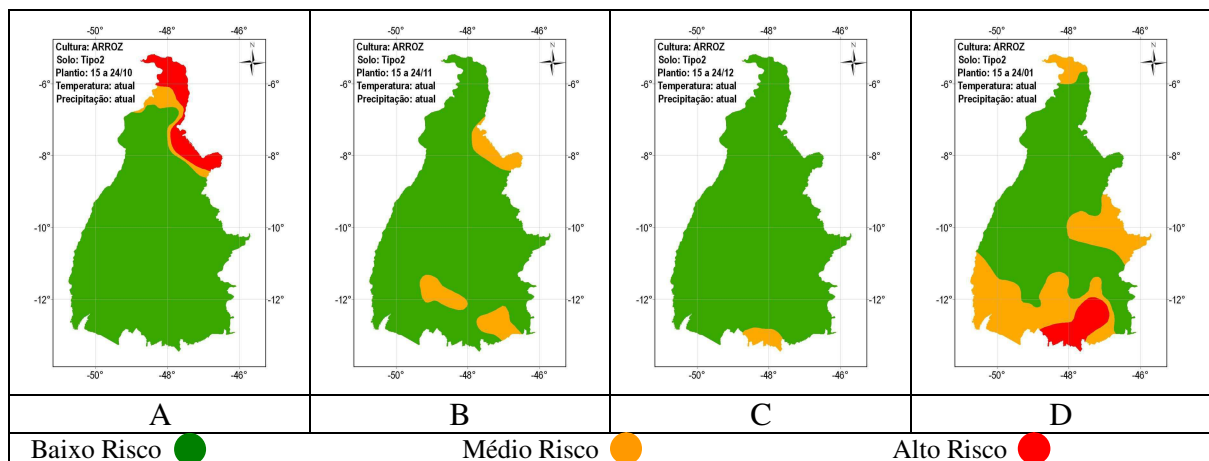 -50° -48° -46°
N
Cultura: ARROZ
Solo: Tipo2
Plantio: 15 a 24/10
Temperatura: atual
Precipitação: atual
-6° -6°
-8° -8°
-10° -10°
-12° -12°
-50° -48° -46°
A
-50° -48° -46°
N
Cultura: ARROZ
Solo: Tipo2
Plantio: 15 a 24/11
Temperatura: atual
Precipitação: atual
-6° -6°
-8° -8°
-10° -10°
-12° -12°
-50° -48° -46°
B
-50° -48° -46°
N
Cultura: ARROZ
Solo: Tipo2
Plantio: 15 a 24/12
Temperatura: atual
Precipitação: atual
-6° -6°
-8° -8°
-10° -10°
-12° -12°
-50° -48° -46°
C
-50° -48° -46°
N
Cultura: ARROZ
Solo: Tipo2
Plantio: 15 a 24/01
Temperatura: atual
Precipitação: atual
-6° -6°
-8° -8°
-10° -10°
-12° -12°
-50° -48° -46°
D
Baixo Risco Médio Risco Alto Risco